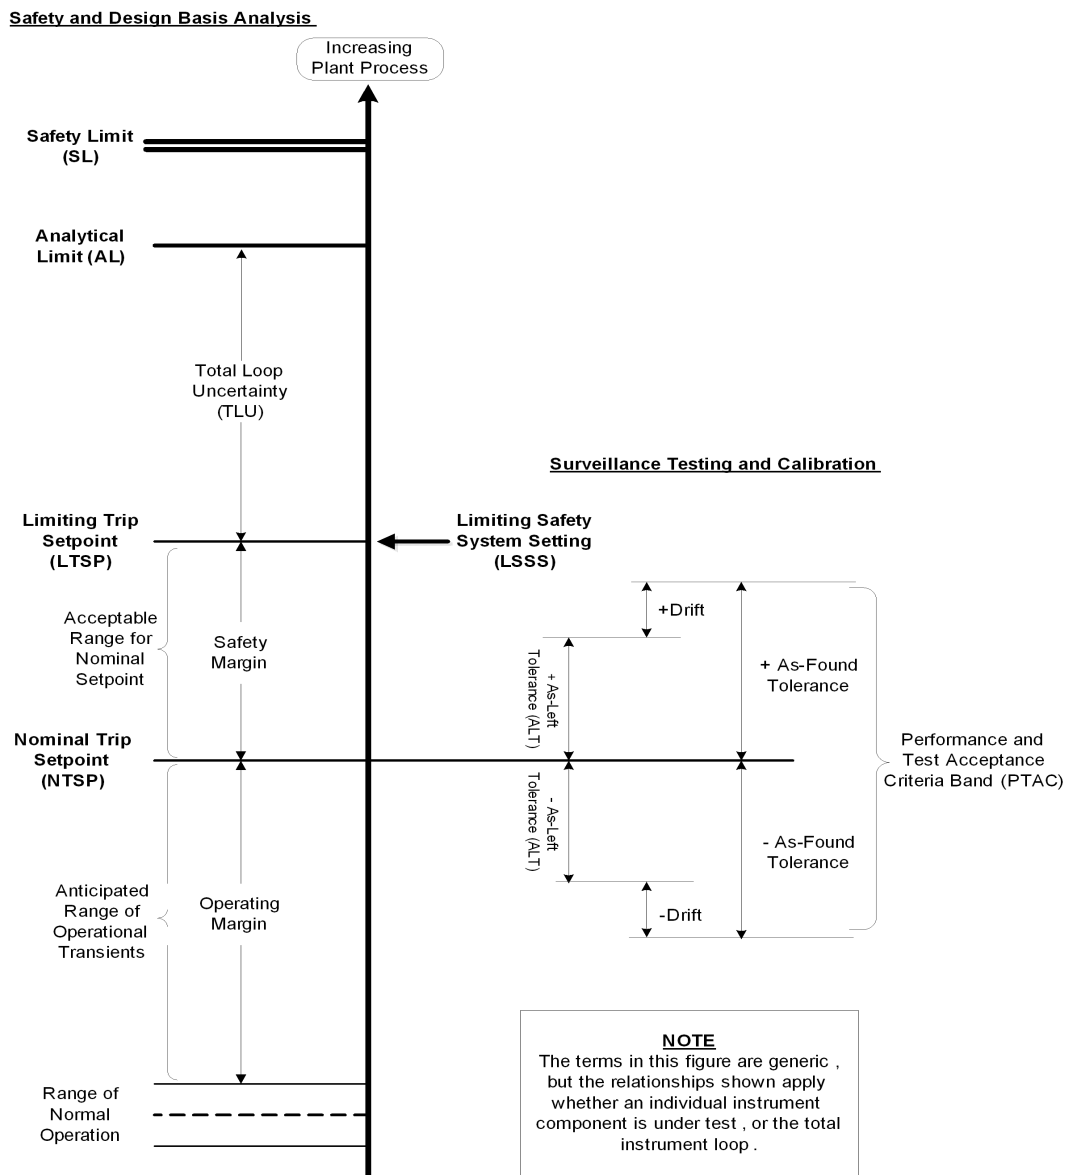 Safety and Design Basis Analysis
Increasing
Plant Process
Safety Limit
(SL)
Analytical
Limit (AL)
Total Loop
Uncertainty
(TLU)
Surveillance Testing and Calibration
Limiting Trip
Setpoint
(LTSP)
Limiting Safety
System Setting
(LSSS)
Acceptable
Range for
Nominal
Setpoint
Safety
Margin
+Drift
+ As-Left
Tolerance (ALT)
+ As-Found
Tolerance
Nominal Trip
Setpoint
(NTSP)
Performance and
Test Acceptance
Criteria Band (PTAC)
- As-Left
Tolerance (ALT)
- As-Found
Tolerance
Anticipated
Range of
Operational
Transients
Operating
Margin
-Drift
Range of
Normal
Operation
NOTE
The terms in this figure are generic ,
but the relationships shown apply
whether an individual instrument
component is under test , or the total
instrument loop .